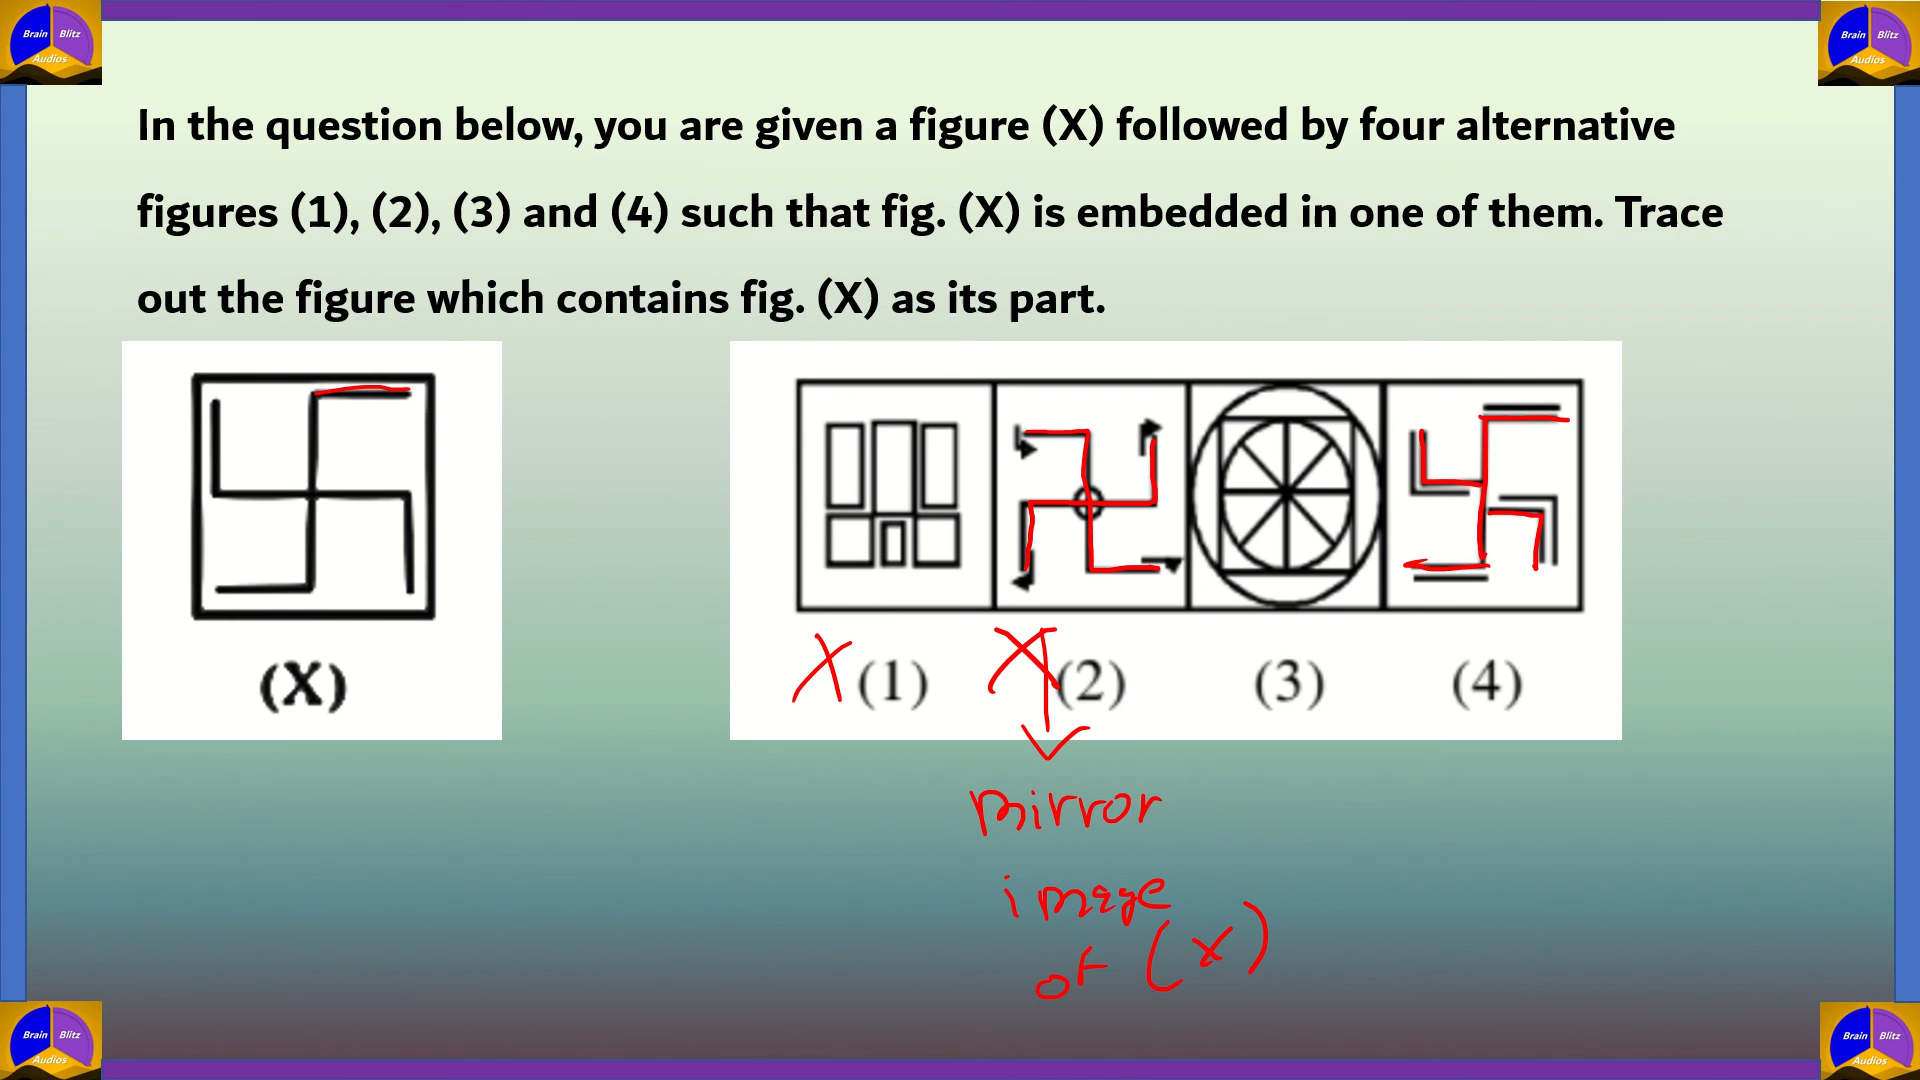 Brain Blitz
Audios
Brain Blitz
Audios
In the question below, you are given a figure (X) followed by four alternative
figures (1), (2), (3) and (4) such that fig. (X) is embedded in one of them. Trace
out the figure which contains fig. (X) as its part.
(X)
X (1) X (2) (3) (4)
mirror
image
of (X)
Brain Blitz
Audios
Brain Blitz
Audios